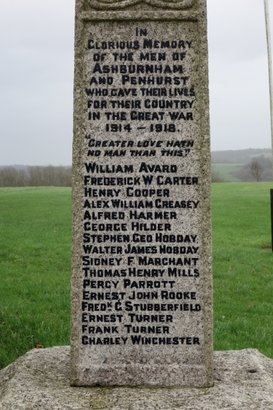 IN
GLORIOUS MEMORY
OF THE MEN OF
ASHBURNHAM
AND PENHURST
WHO GAVE THEIR LIVES
FOR THEIR COUNTRY
IN THE GREAT WAR
1914 – 1918.
"GREATER LOVE HATH
NO MAN THAN THIS."
WILLIAM AVARD
FREDERICK W CARTER
HENRY COOPER
ALEX WILLIAM CREASEY
ALFRED HARMER
GEORGE HILDER
STEPHEN GEO HOBDAY
WALTER JAMES HOBDAY
SIDNEY F MARCHANT
THOMAS HENRY MILLS
PERCY PARROTT
ERNEST JOHN ROOKE
FREDK G STUBBERFIELD
ERNEST TURNER
FRANK TURNER
CHARLEY WINCHESTER